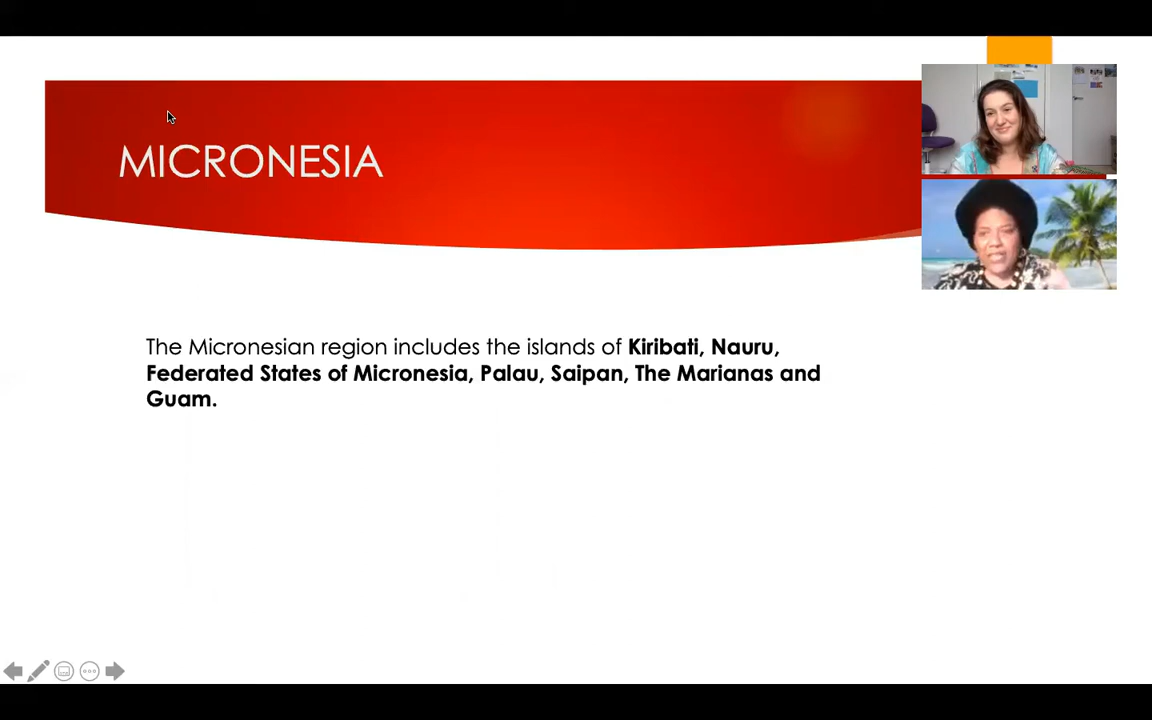 MICRONESIA
The Micronesian region includes the islands of Kiribati, Nauru,
Federated States of Micronesia, Palau, Saipan, The Marianas and
Guam.